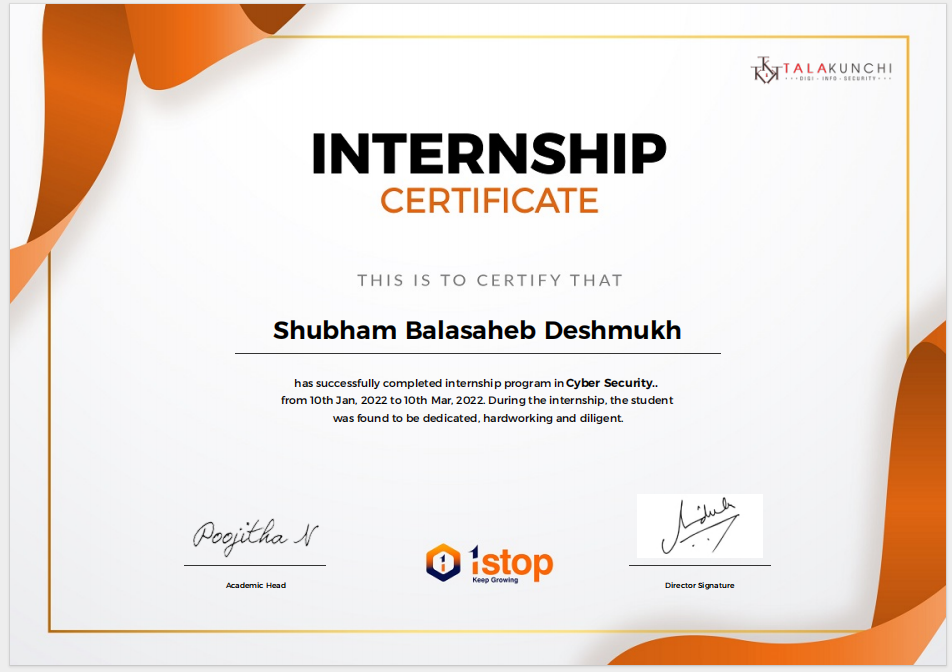 TALAKUNCHI
DIGI - INFO - SECURITY
INTERNSHIP
CERTIFICATE
THIS IS TO CERTIFY THAT
Shubham Balasaheb Deshmukh
has successfully completed internship program in Cyber Security..
from 10th Jan, 2022 to 10th Mar, 2022. During the internship, the student
was found to be dedicated, hardworking and diligent.
Poojitha N
Academic Head
1stop
Keep Growing
Director Signature